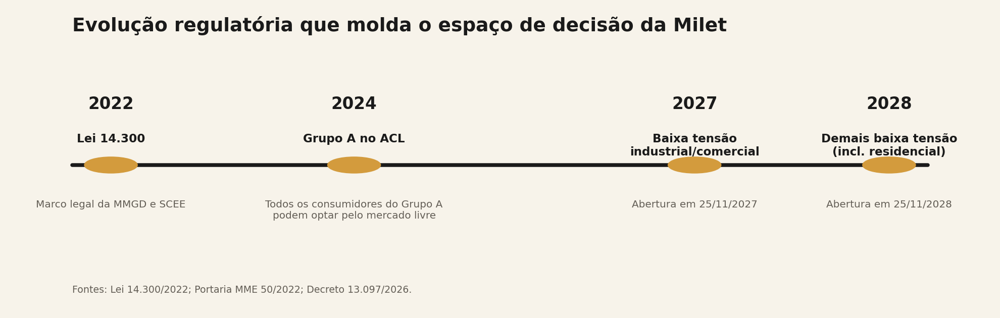 Evolução regulatória que molda o espaço de decisão da Milet
2022
2024
2027
2028
Lei 14.300
Grupo A no ACL
Baixa tensão
industrial/comercial
Demais baixa tensão
(incl. residencial)
Marco legal da MMGD e SCEE
Todos os consumidores do Grupo A
podem optar pelo mercado livre
Abertura em 25/11/2027
Abertura em 25/11/2028
Fontes: Lei 14.300/2022; Portaria MME 50/2022; Decreto 13.097/2026.